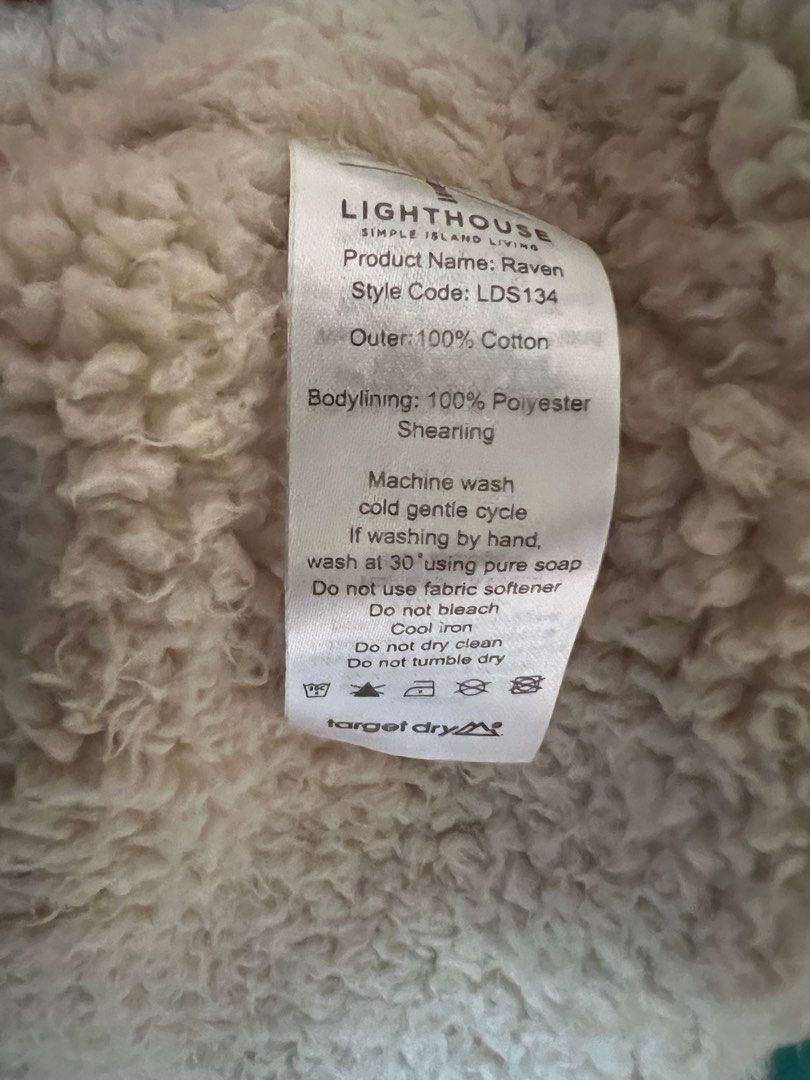 LIGHTHOUSE
SIMPLE ISLAND LIVING
Product Name: Raven
Style Code: LDS134
Outer:100% Cotton
Bodylining: 100% Polyester
Shearling
Machine wash
cold gentle cycle
If washing by hand,
wash at 30°using pure soap
Do not use fabric softener
Do not bleach
Cool iron
Do not dry clean
Do not tumble dry
target dry